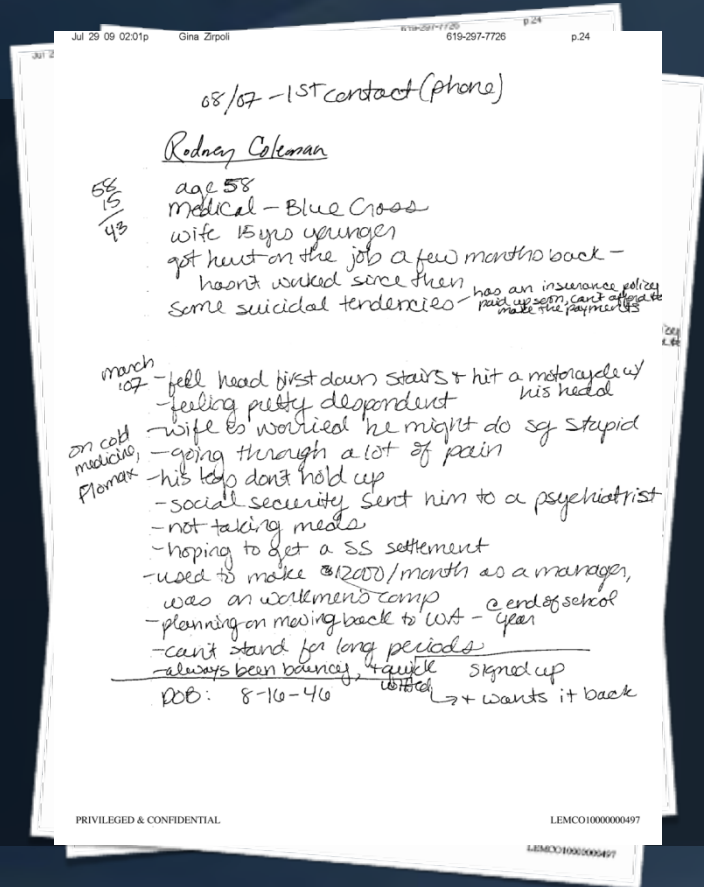 Jul 29 09 02:01p Gina Zirpoli 619-297-7726 p.24
619-297-7726 p.24
08/07 - 1st contact (phone)
Rodney Coleman
58
15
43
age 58
Medical - Blue Cross
wife 15 yrs younger
got hurt on the job a few months back -
hasn't worked since then
some suicidal tendencies - has an insurance policy
paid up soon, can't afford to
make the payments
march
'07 - fell head first down stairs + hit a motorcycle w/
his head
- feeling pretty despondent
- wife is worried he might do sg stupid
on cold
medicine,
Flomax
- going through a lot of pain
- his legs don't hold up
- social security sent him to a psychiatrist
- not taking meds
- hoping to get a SS settlement
- used to make $12000/month as a manager,
was on workmen's comp
- planning on moving back to WA - @ end of school
year
- can't stand for long periods
- always been bouncy, + quick
witted
signed up
DOB: 8-16-46 → + wants it back
PRIVILEGED & CONFIDENTIAL LEMCO10000000497
LEMCO10000000497